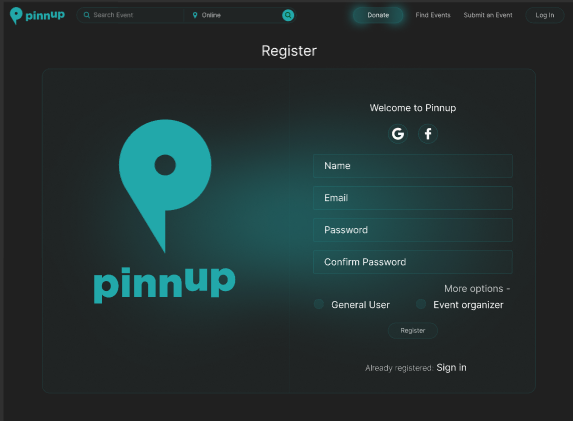 pinnup Search Event Online Donate Find Events Submit an Event Log In
Register
Welcome to Pinnup
G f
Name
Email
Password
Confirm Password
pinnup
More options -
General User Event organizer
Register
Already registered: Sign in